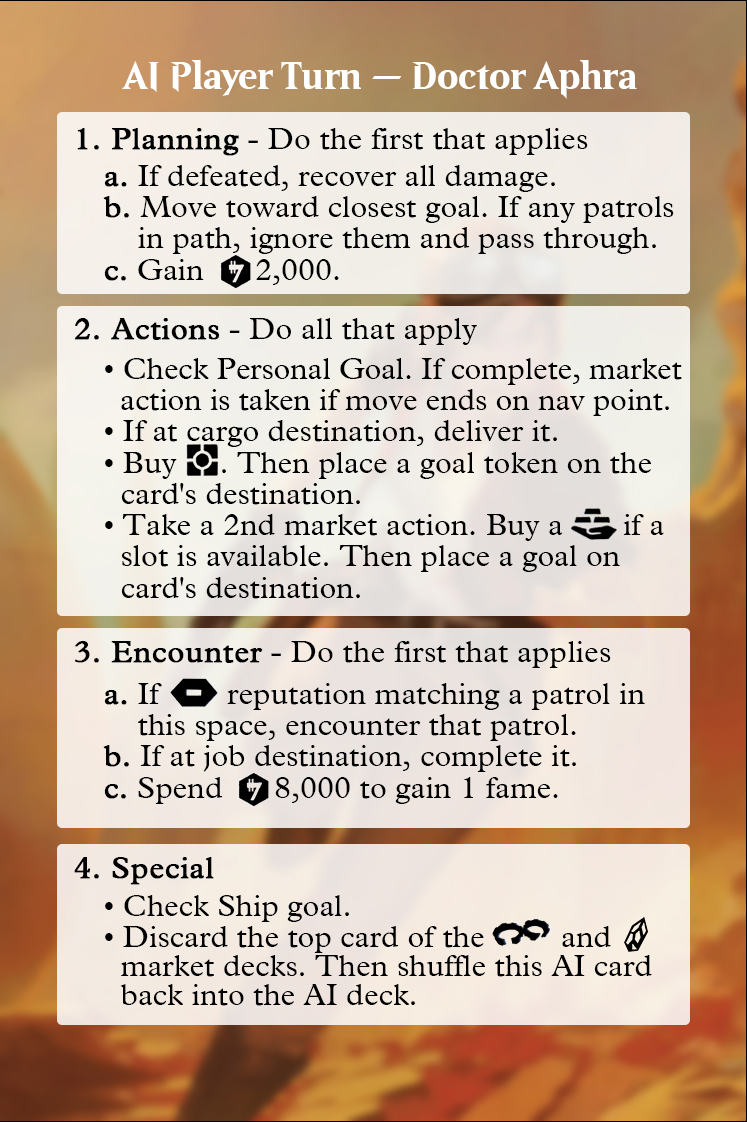 AI Player Turn — Doctor Aphra
1. Planning - Do the first that applies
a. If defeated, recover all damage.
b. Move toward closest goal. If any patrols
in path, ignore them and pass through.
c. Gain 2,000.
2. Actions - Do all that apply
• Check Personal Goal. If complete, market
action is taken if move ends on nav point.
• If at cargo destination, deliver it.
• Buy . Then place a goal token on the
card's destination.
• Take a 2nd market action. Buy a if a
slot is available. Then place a goal on
card's destination.
3. Encounter - Do the first that applies
a. If reputation matching a patrol in
this space, encounter that patrol.
b. If at job destination, complete it.
c. Spend 8,000 to gain 1 fame.
4. Special
• Check Ship goal.
• Discard the top card of the and
market decks. Then shuffle this AI card
back into the AI deck.